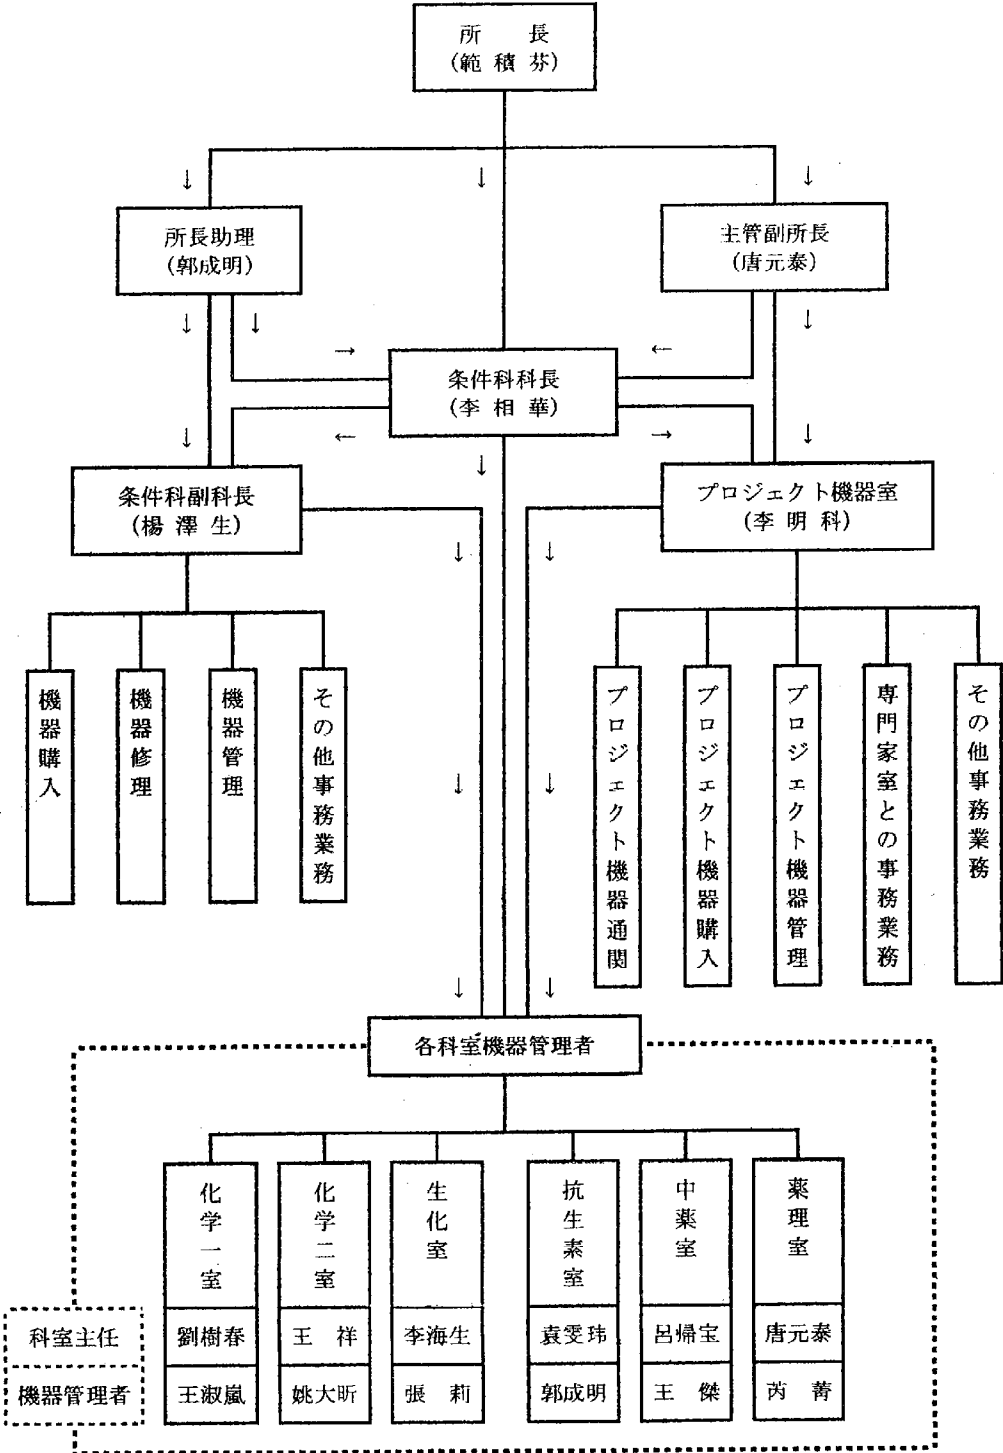 所　　長
(範 積 芬)
所長助理
(郭成明)
主管副所長
(唐元泰)
条件科科長
(李 相 華)
条件科副科長
(楊 澤 生)
プロジェクト機器室
(李 明 科)
機器購入
機器修理
機器管理
その他事務業務
プロジェクト機器通関
プロジェクト機器購入
プロジェクト機器管理
専門家室との事務業務
その他事務業務
各科室機器管理者
化学一室
化学二室
生化室
抗生素室
中薬室
薬理室
科室主任
劉樹春
王　祥
李海生
袁雯玮
呂帰宝
唐元泰
機器管理者
王淑嵐
姚大昕
張　莉
郭成明
王　傑
芮　菁